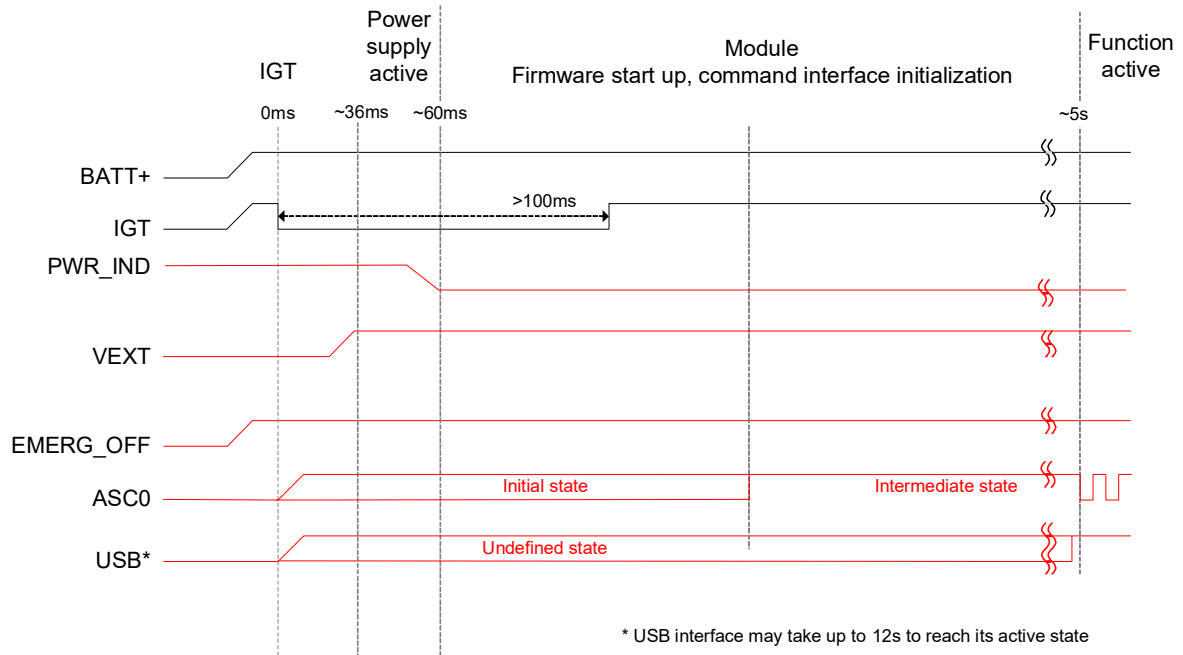 Power
supply
active
IGT
Module
Firmware start up, command interface initialization
Function
active
0ms
~36ms
~60ms
~5s
BATT+
IGT
>100ms
PWR_IND
VEXT
EMERG_OFF
ASC0
Initial state
Intermediate state
USB*
Undefined state
* USB interface may take up to 12s to reach its active state